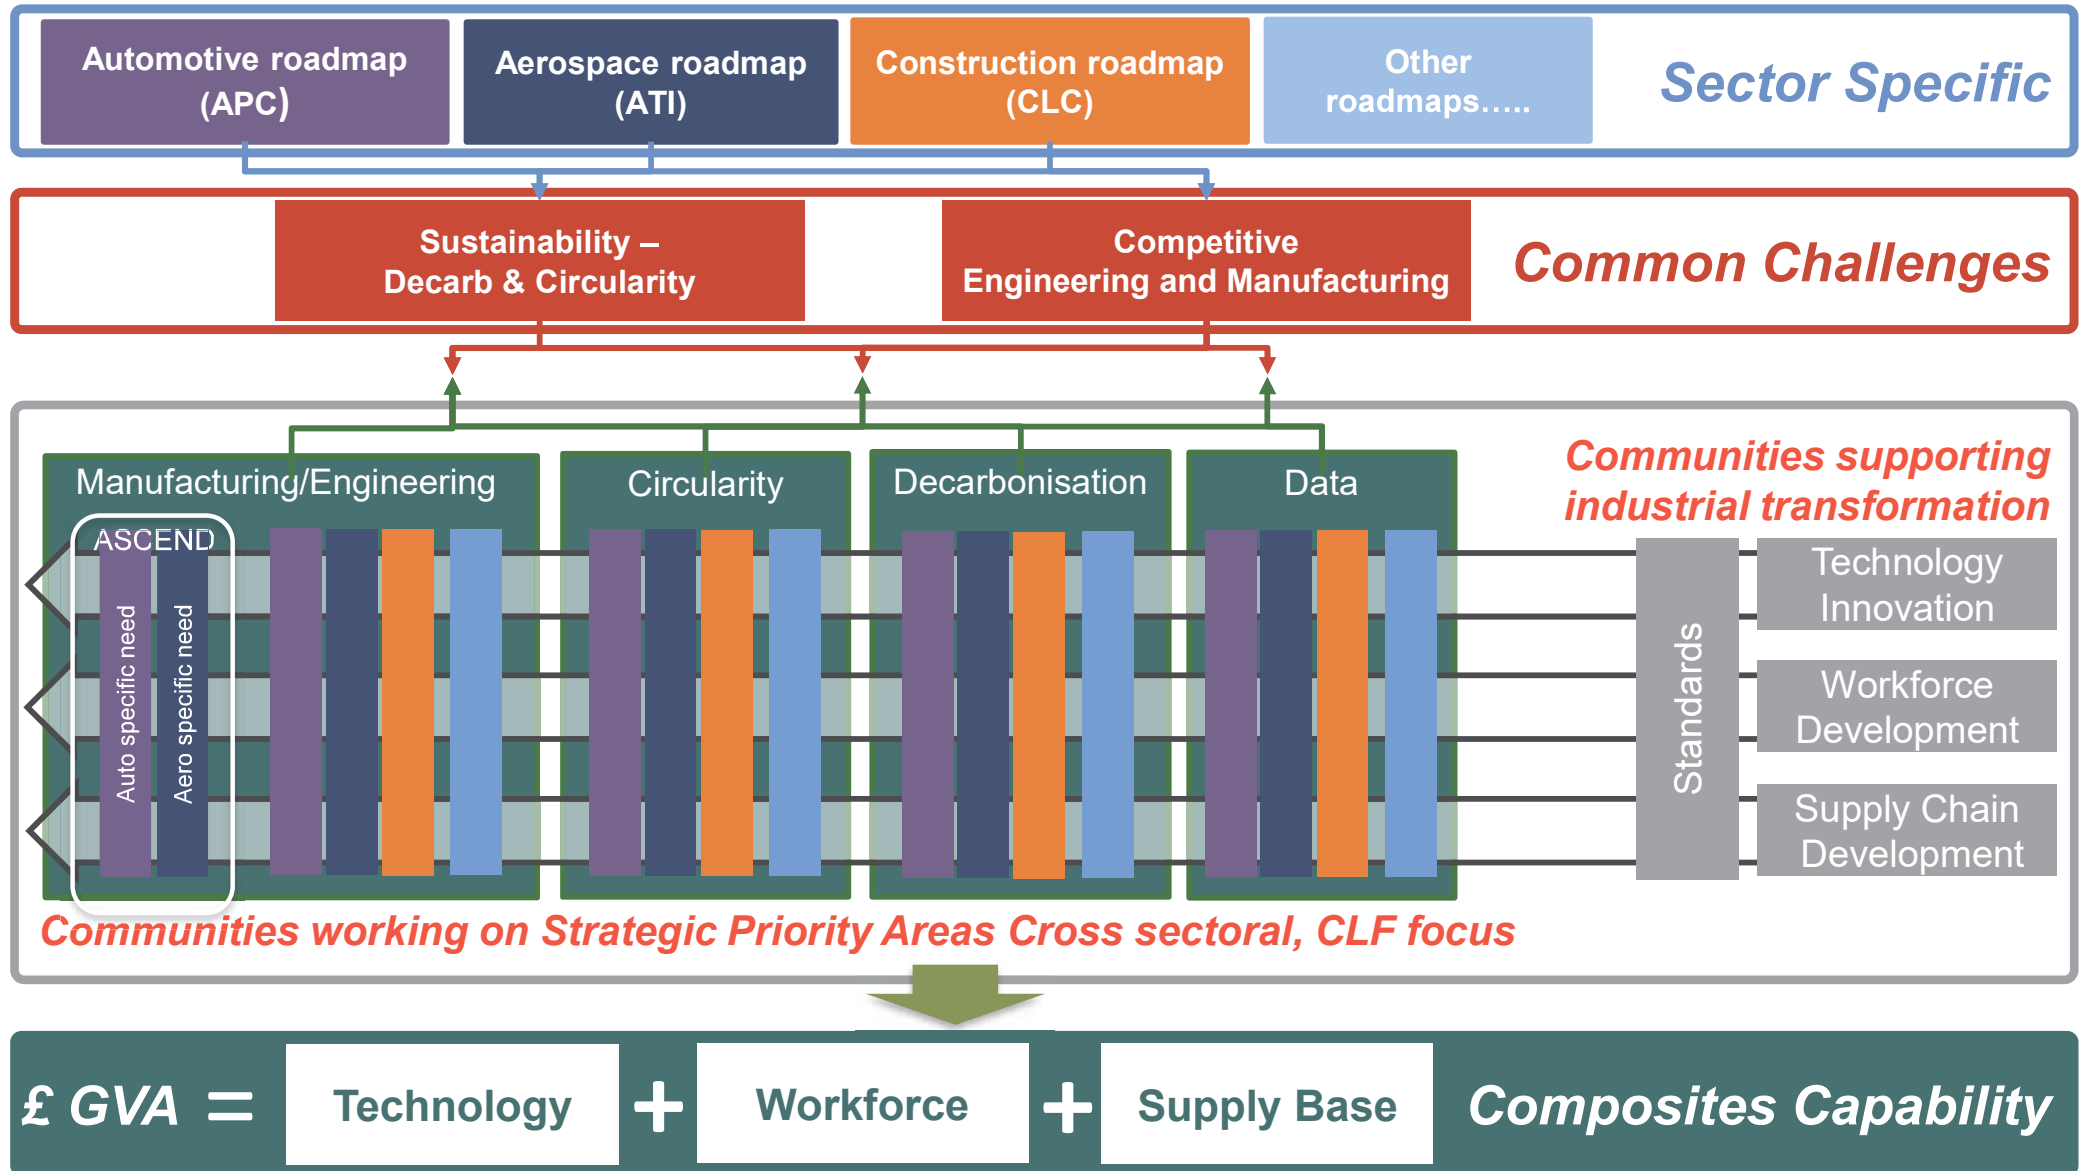 Automotive roadmap
(APC)
Aerospace roadmap
(ATI)
Construction roadmap
(CLC)
Other
roadmaps.....
Sector Specific
Sustainability –
Decarb & Circularity
Competitive
Engineering and Manufacturing
Common Challenges
Manufacturing/Engineering
Circularity
Decarbonisation
Data
Communities supporting
industrial transformation
ASCEND
Auto specific need
Aero specific need
Standards
Technology
Innovation
Workforce
Development
Supply Chain
Development
Communities working on Strategic Priority Areas Cross sectoral, CLF focus
£ GVA = Technology + Workforce + Supply Base Composites Capability